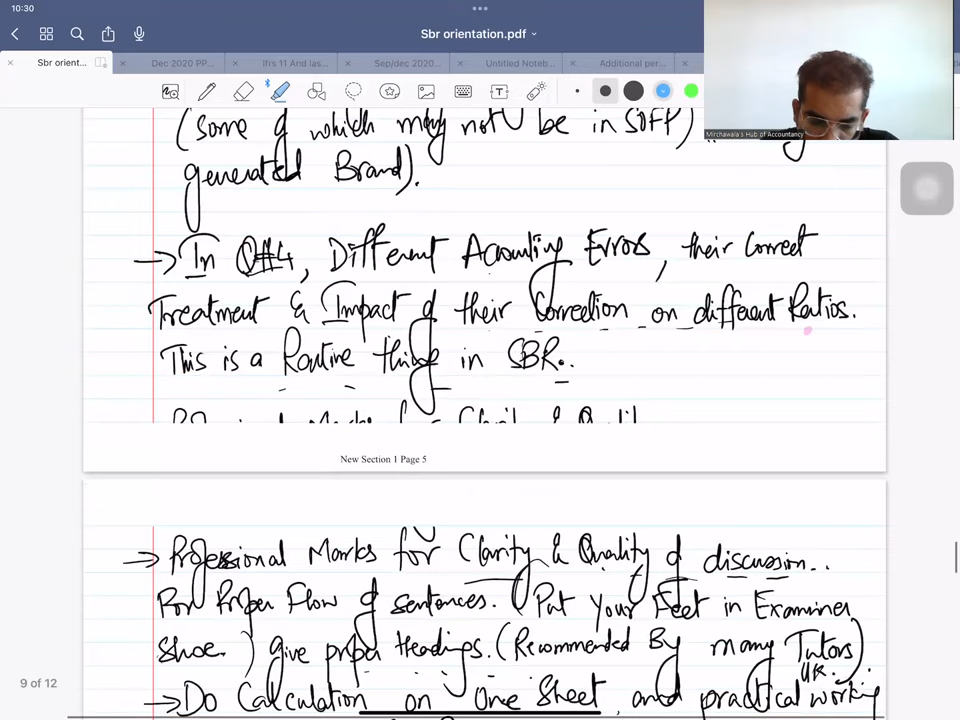 10:30
Sbr orientation.pdf
Sbr orient...
Dec 2020 PP...
Ifrs 11 And las...
Sep/dec 2020...
Untitled Noteb...
Additional per...
Mirchawala's Hub of Accountancy
(some of which may not be in SOFP)
generated Brand).
→ In Q#4, Different Accounting Errors, their Correct
Treatment & Impact of their Correction on different Ratios.
This is a Routine thing in SBR.
New Section 1 Page 5
→ Professional Marks for Clarity & Quality of discussion..
For Proper Flow of sentences. (Put your Feet in Examiner
Shoe) give proper Headings. (Recommended By many Tutors)
UK.
9 of 12
→ Do Calculation on One Sheet and practical working